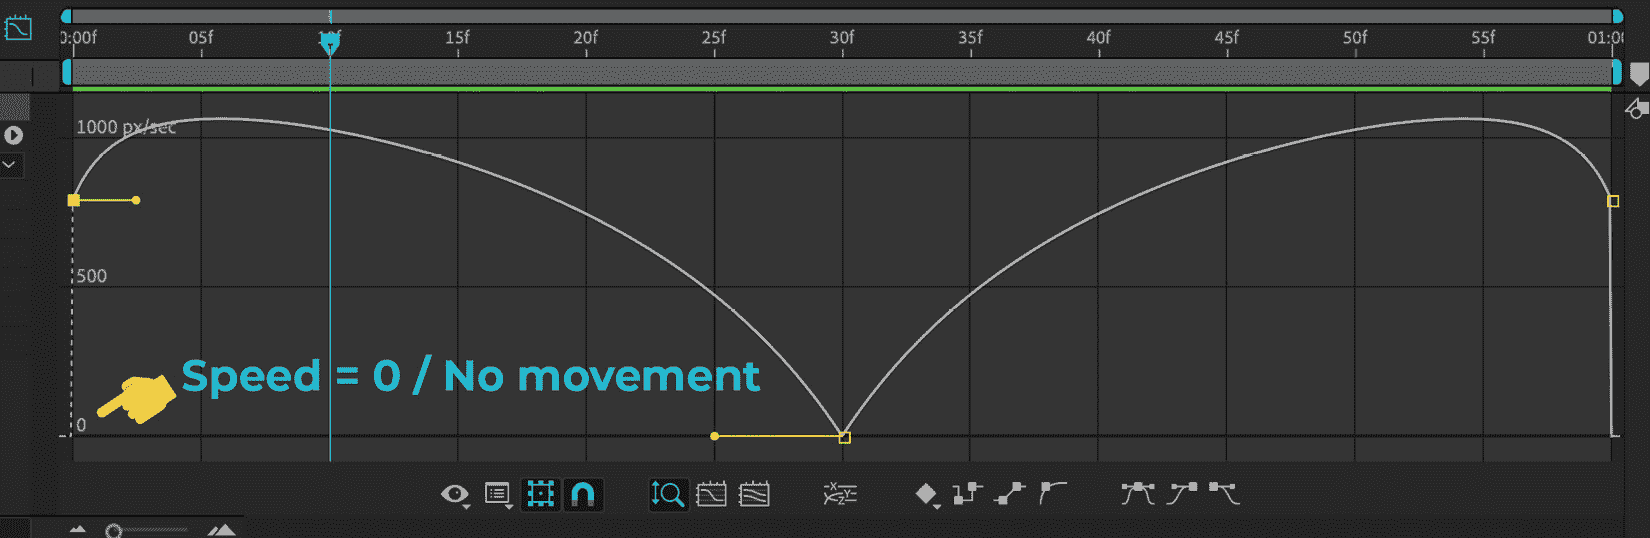 0:00f 05f 10f 15f 20f 25f 30f 35f 40f 45f 50f 55f 01:00
1000 px/sec
500
Speed = 0 / No movement
0